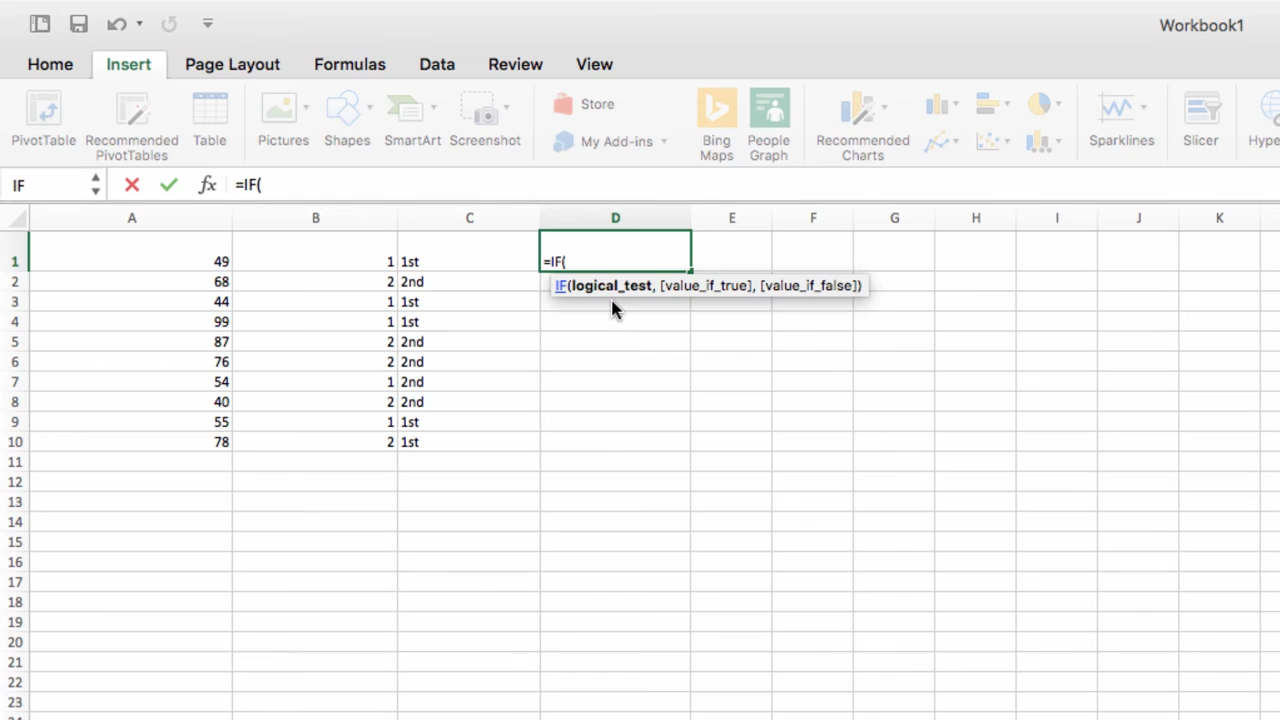 Workbook1
Home Insert Page Layout Formulas Data Review View
PivotTable Recommended PivotTables Table Pictures Shapes SmartArt Screenshot Store My Add-ins Bing Maps People Graph Recommended Charts Sparklines Slicer Hype
IF fx =IF(
A B C D E F G H I J K
1 49 1 1st =IF(
IF(logical_test, [value_if_true], [value_if_false])
2 68 2 2nd
3 44 1 1st
4 99 1 1st
5 87 2 2nd
6 76 2 2nd
7 54 1 2nd
8 40 2 2nd
9 55 1 1st
10 78 2 1st
11
12
13
14
15
16
17
18
19
20
21
22
23